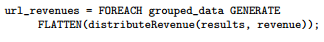 url_revenues = FOREACH grouped_data GENERATE
FLATTEN(distributeRevenue(results, revenue));